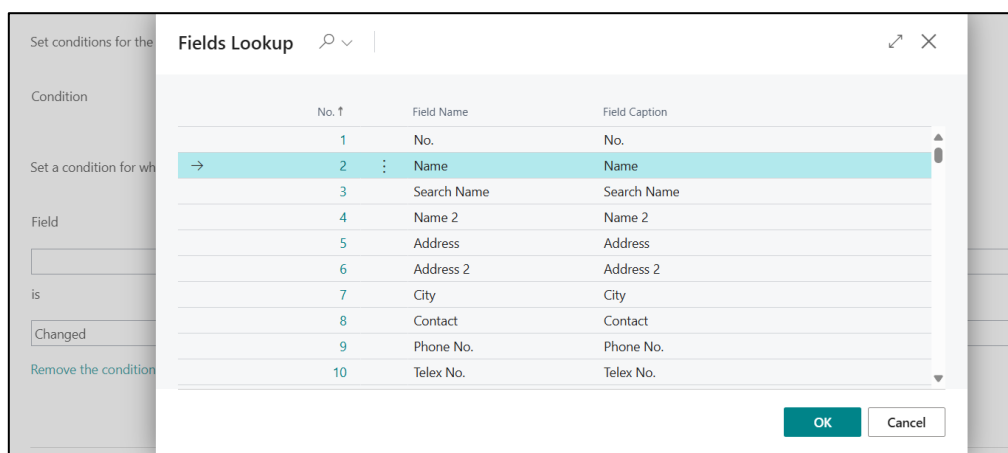 Set conditions for the
Fields Lookup
Condition
No. ↑ Field Name Field Caption
1 No. No.
Set a condition for wh
→ 2 ⋮ Name Name
3 Search Name Search Name
Field
4 Name 2 Name 2
5 Address Address
6 Address 2 Address 2
is
7 City City
8 Contact Contact
Changed
9 Phone No. Phone No.
Remove the condition
10 Telex No. Telex No.
OK Cancel